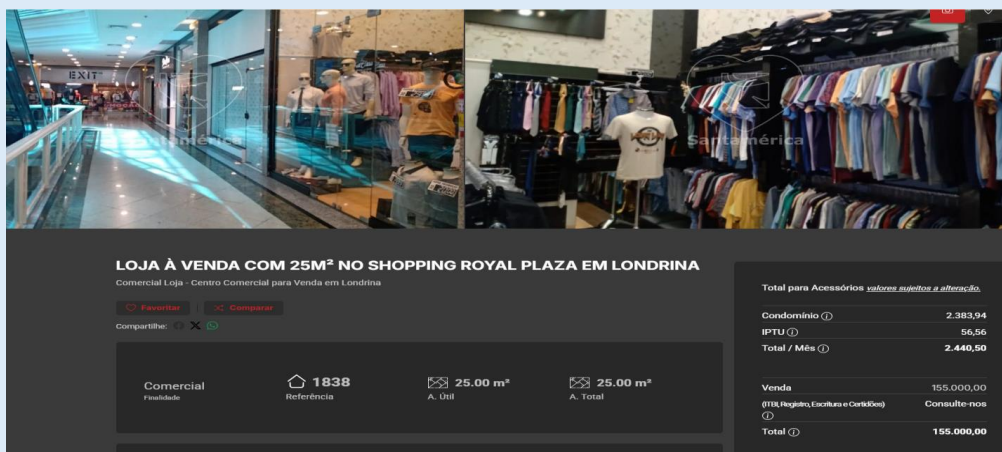 EXIT
Santamérica
Santamérica
LOJA À VENDA COM 25M² NO SHOPPING ROYAL PLAZA EM LONDRINA
Comercial Loja - Centro Comercial para Venda em Londrina
Favoritar
Comparar
Compartilhe:
Comercial
Finalidade
1838
Referência
25.00 m²
A. Útil
25.00 m²
A. Total
Total para Acessórios valores sujeitos a alteração.
Condomínio 2.383,94
IPTU 56,56
Total / Mês 2.440,50
Venda 155.000,00
(ITBI, Registro, Escritura e Certidões) Consulte-nos
Total 155.000,00